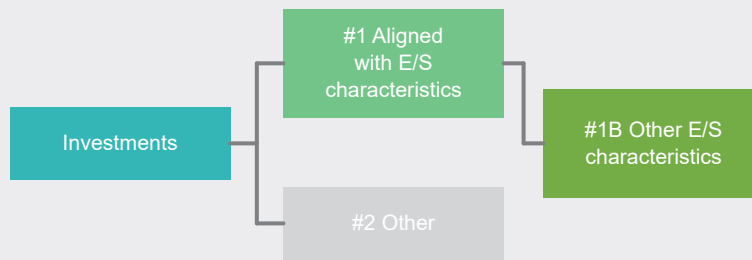 #1 Aligned
with E/S
characteristics
Investments
#1B Other E/S
characteristics
#2 Other